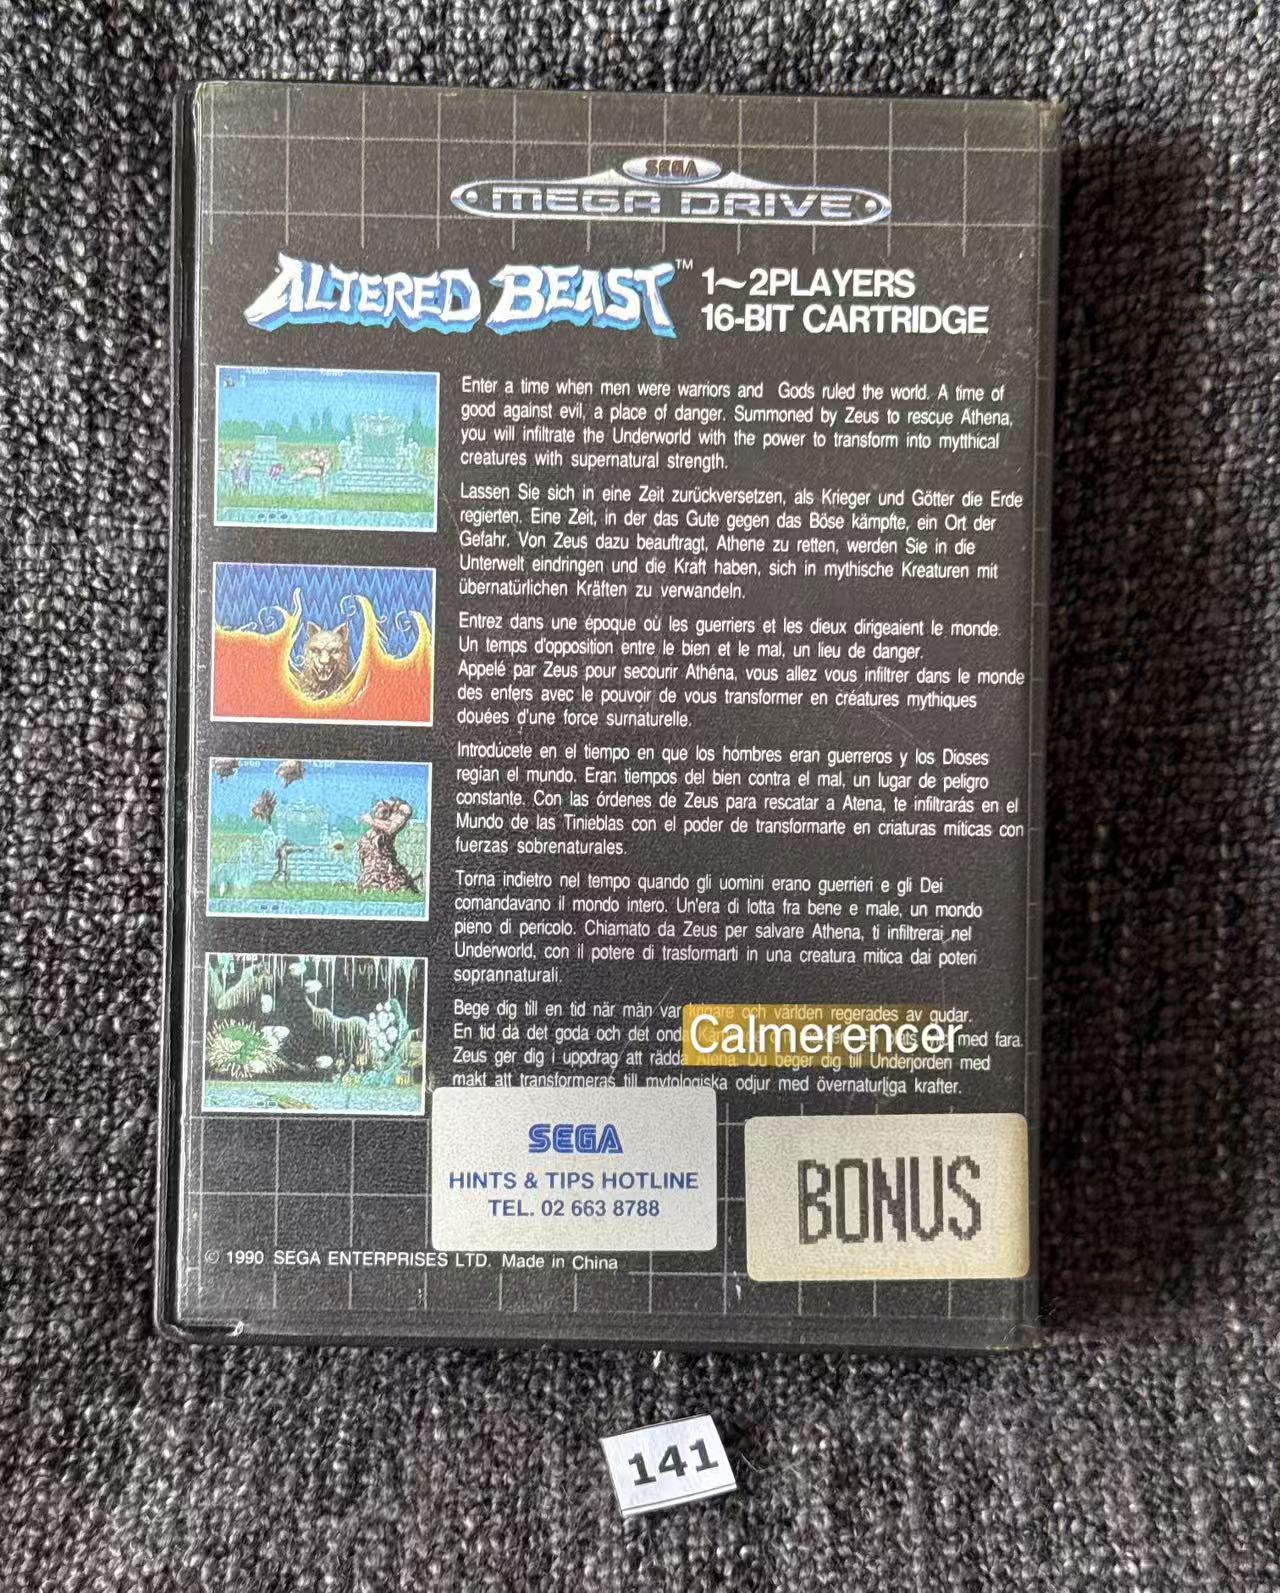 SEGA
MEGA DRIVE
ALTERED BEAST™
1~2PLAYERS
16-BIT CARTRIDGE
Enter a time when men were warriors and Gods ruled the world. A time of
good against evil, a place of danger. Summoned by Zeus to rescue Athena,
you will infiltrate the Underworld with the power to transform into mytthical
creatures with supernatural strength.
Lassen Sie sich in eine Zeit zurückversetzen, als Krieger und Götter die Erde
regierten. Eine Zeit, in der das Gute gegen das Böse kämpfte, ein Ort der
Gefahr. Von Zeus dazu beauftragt, Athene zu retten, werden Sie in die
Unterwelt eindringen und die Kraft haben, sich in mythische Kreaturen mit
übernatürlichen Kräften zu verwandeln.
Entrez dans une époque où les guerriers et les dieux dirigeaient le monde.
Un temps d'opposition entre le bien et le mal, un lieu de danger.
Appelé par Zeus pour secourir Athéna, vous allez vous infiltrer dans le monde
des enfers avec le pouvoir de vous transformer en créatures mythiques
douées d'une force surnaturelle.
Introdúcete en el tiempo en que los hombres eran guerreros y los Dioses
regían el mundo. Eran tiempos del bien contra el mal, un lugar de peligro
constante. Con las órdenes de Zeus para rescatar a Atena, te infiltrarás en el
Mundo de las Tinieblas con el poder de transformarte en criaturas míticas con
fuerzas sobrenaturales.
Torna indietro nel tempo quando gli uomini erano guerrieri e gli Dei
comandavano il mondo intero. Un'era di lotta fra bene e male, un mondo
pieno di pericolo. Chiamato da Zeus per salvare Athena, ti infiltrerai nel
Underworld, con il potere di trasformarti in una creatura mitica dai poteri
soprannaturali.
Bege dig till en tid när män var krigare och världen regerades av gudar.
En tid då det goda och det onda med fara.
Calmerencer
Zeus ger dig i uppdrag att rädda Atena. Du beger dig till Underjorden med
makt att transformeras till mytologiska odjur med övernaturliga krafter.
SEGA
HINTS & TIPS HOTLINE
TEL. 02 663 8788
BONUS
© 1990 SEGA ENTERPRISES LTD. Made in China
141